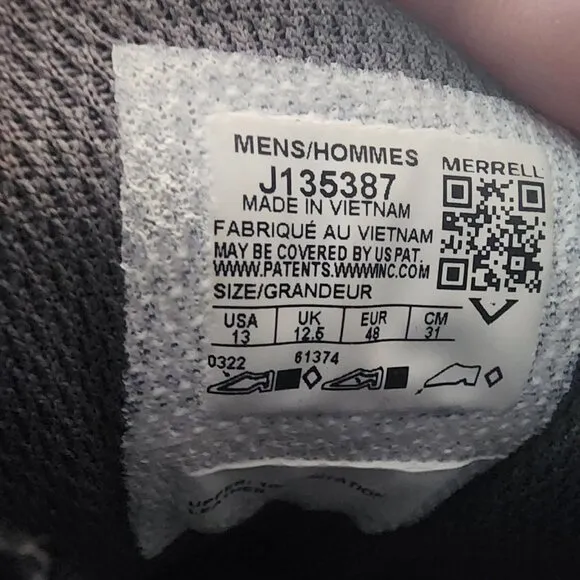 MENS/HOMMES
MERRELL
J135387
MADE IN VIETNAM
FABRIQUÉ AU VIETNAM
MAY BE COVERED BY US PAT.
WWW.PATENTS.WWWINC.COM
SIZE/GRANDEUR
USA UK EUR CM
13 12.5 48 31
0322 61374
LEATHER